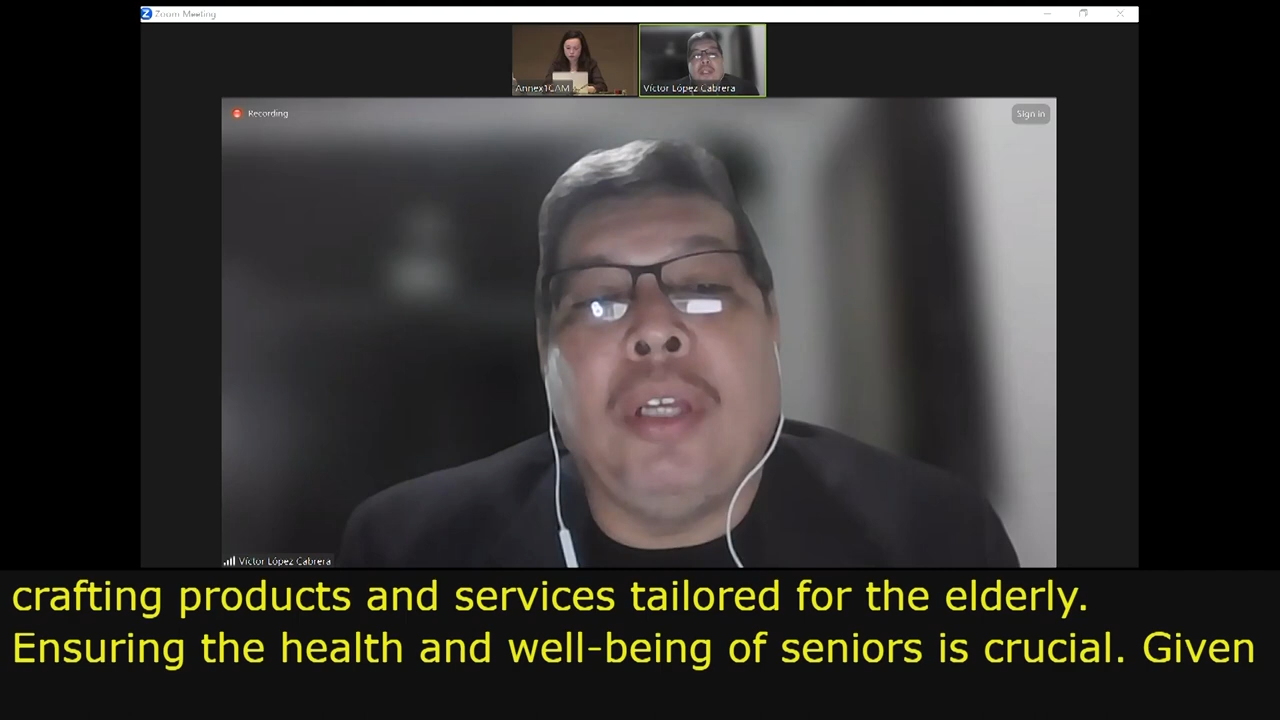 Zoom Meeting
Annex1CAM
Víctor López Cabrera
Recording
Sign in
Víctor López Cabrera
crafting products and services tailored for the elderly.
Ensuring the health and well-being of seniors is crucial. Given